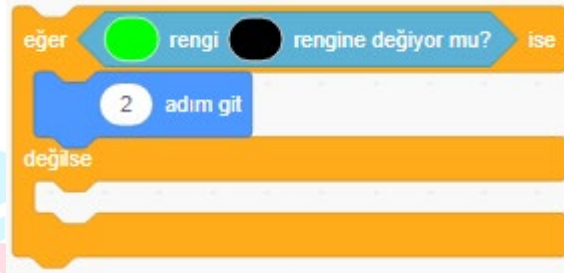 eğer rengi rengine değiyor mu? ise
2 adım git
değilse